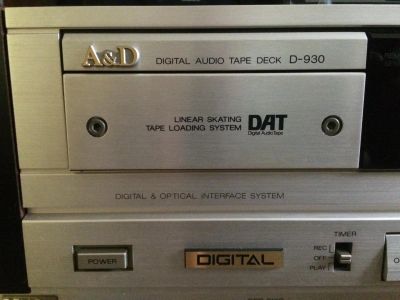 A&D DIGITAL AUDIO TAPE DECK D-930
LINEAR SKATING
TAPE LOADING SYSTEM
DAT
Digital Audio Tape
DIGITAL & OPTICAL INTERFACE SYSTEM
TIMER
REC
OFF
PLAY
POWER
DIGITAL